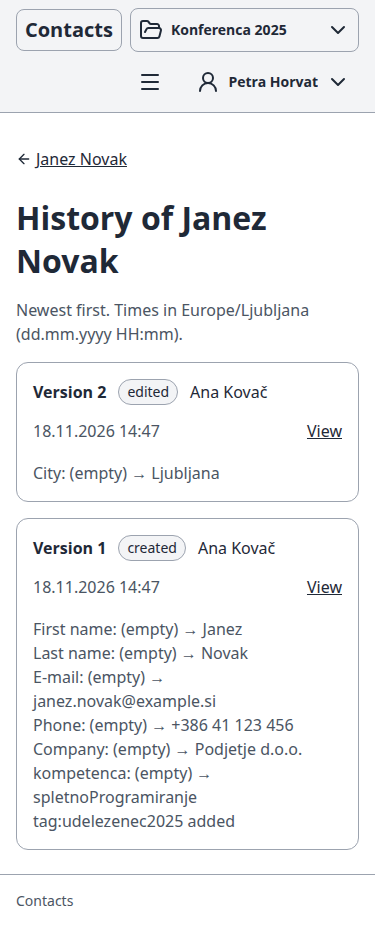 Contacts
Konferenca 2025
Petra Horvat
← Janez Novak
History of Janez
Novak
Newest first. Times in Europe/Ljubljana
(dd.mm.yyyy HH:mm).
Version 2 edited Ana Kovač
18.11.2026 14:47 View
City: (empty) → Ljubljana
Version 1 created Ana Kovač
18.11.2026 14:47 View
First name: (empty) → Janez
Last name: (empty) → Novak
E-mail: (empty) →
janez.novak@example.si
Phone: (empty) → +386 41 123 456
Company: (empty) → Podjetje d.o.o.
kompetenca: (empty) →
spletnoProgramiranje
tag:udelezenec2025 added
Contacts